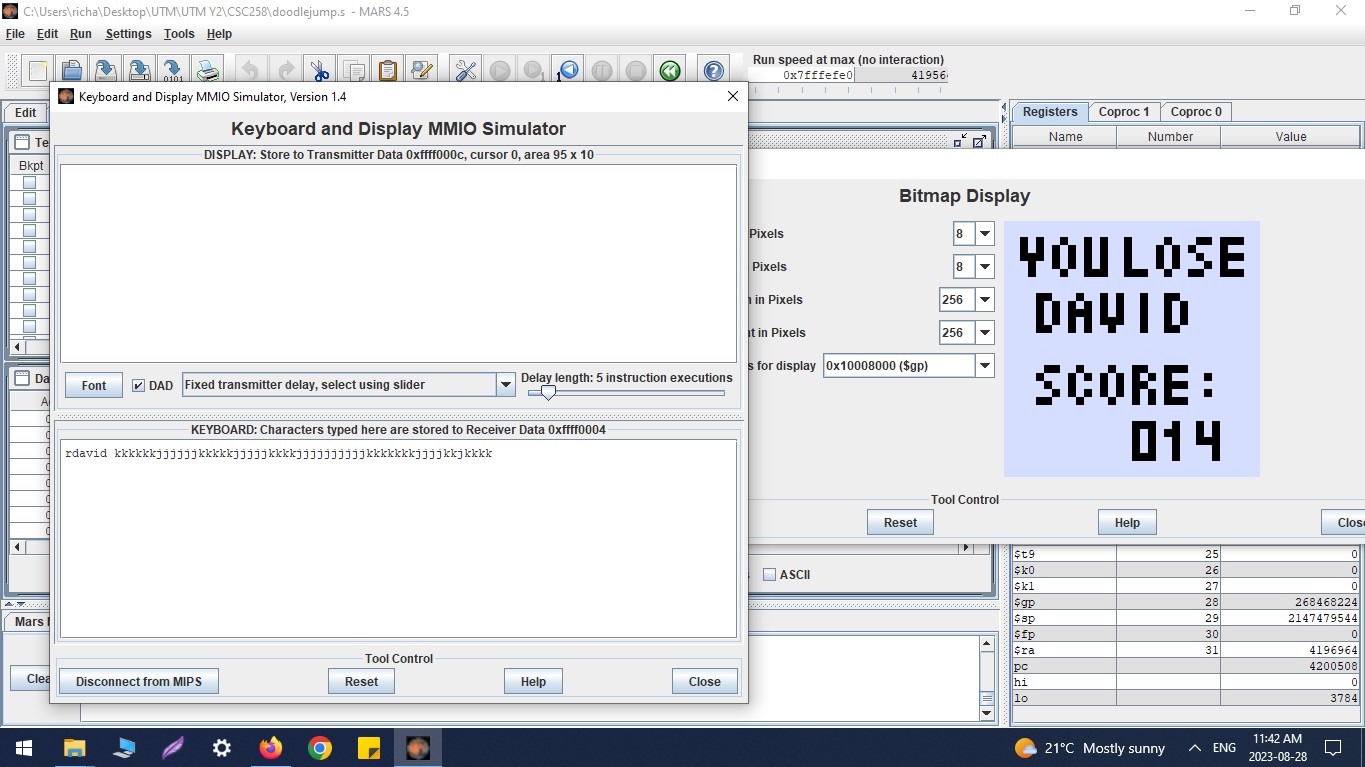 C:\Users\richa\Desktop\UTM\UTM Y2\CSC258\doodlejump.s - MARS 4.5
File Edit Run Settings Tools Help
Run speed at max (no interaction)
0x7fffefe0 41956
Keyboard and Display MMIO Simulator, Version 1.4
Edit
Registers Coproc 1 Coproc 0
Keyboard and Display MMIO Simulator
Name Number Value
DISPLAY: Store to Transmitter Data 0xffff000c, cursor 0, area 95 x 10
Bkpt
Bitmap Display
Pixels 8
Pixels 8
in Pixels 256
t in Pixels 256
s for display 0x10008000 ($gp)
YOU LOSE
DAVID
SCORE:
014
Font DAD Fixed transmitter delay, select using slider Delay length: 5 instruction executions
KEYBOARD: Characters typed here are stored to Receiver Data 0xffff0004
rdavid kkkkkkjjjjjjkkkkkjjjjjkkkkjjjjjjjjjjkkkkkkkjjjjkkjkkkk
Tool Control
Reset Help Close
ASCII
$t9 25 0
$k0 26 0
$k1 27 0
$gp 28 268468224
$sp 29 2147479544
$fp 30 0
$ra 31 4196964
pc 4200508
hi 0
lo 3784
Mars
Clea
Tool Control
Disconnect from MIPS Reset Help Close
21°C Mostly sunny ENG 11:42 AM
2023-08-28